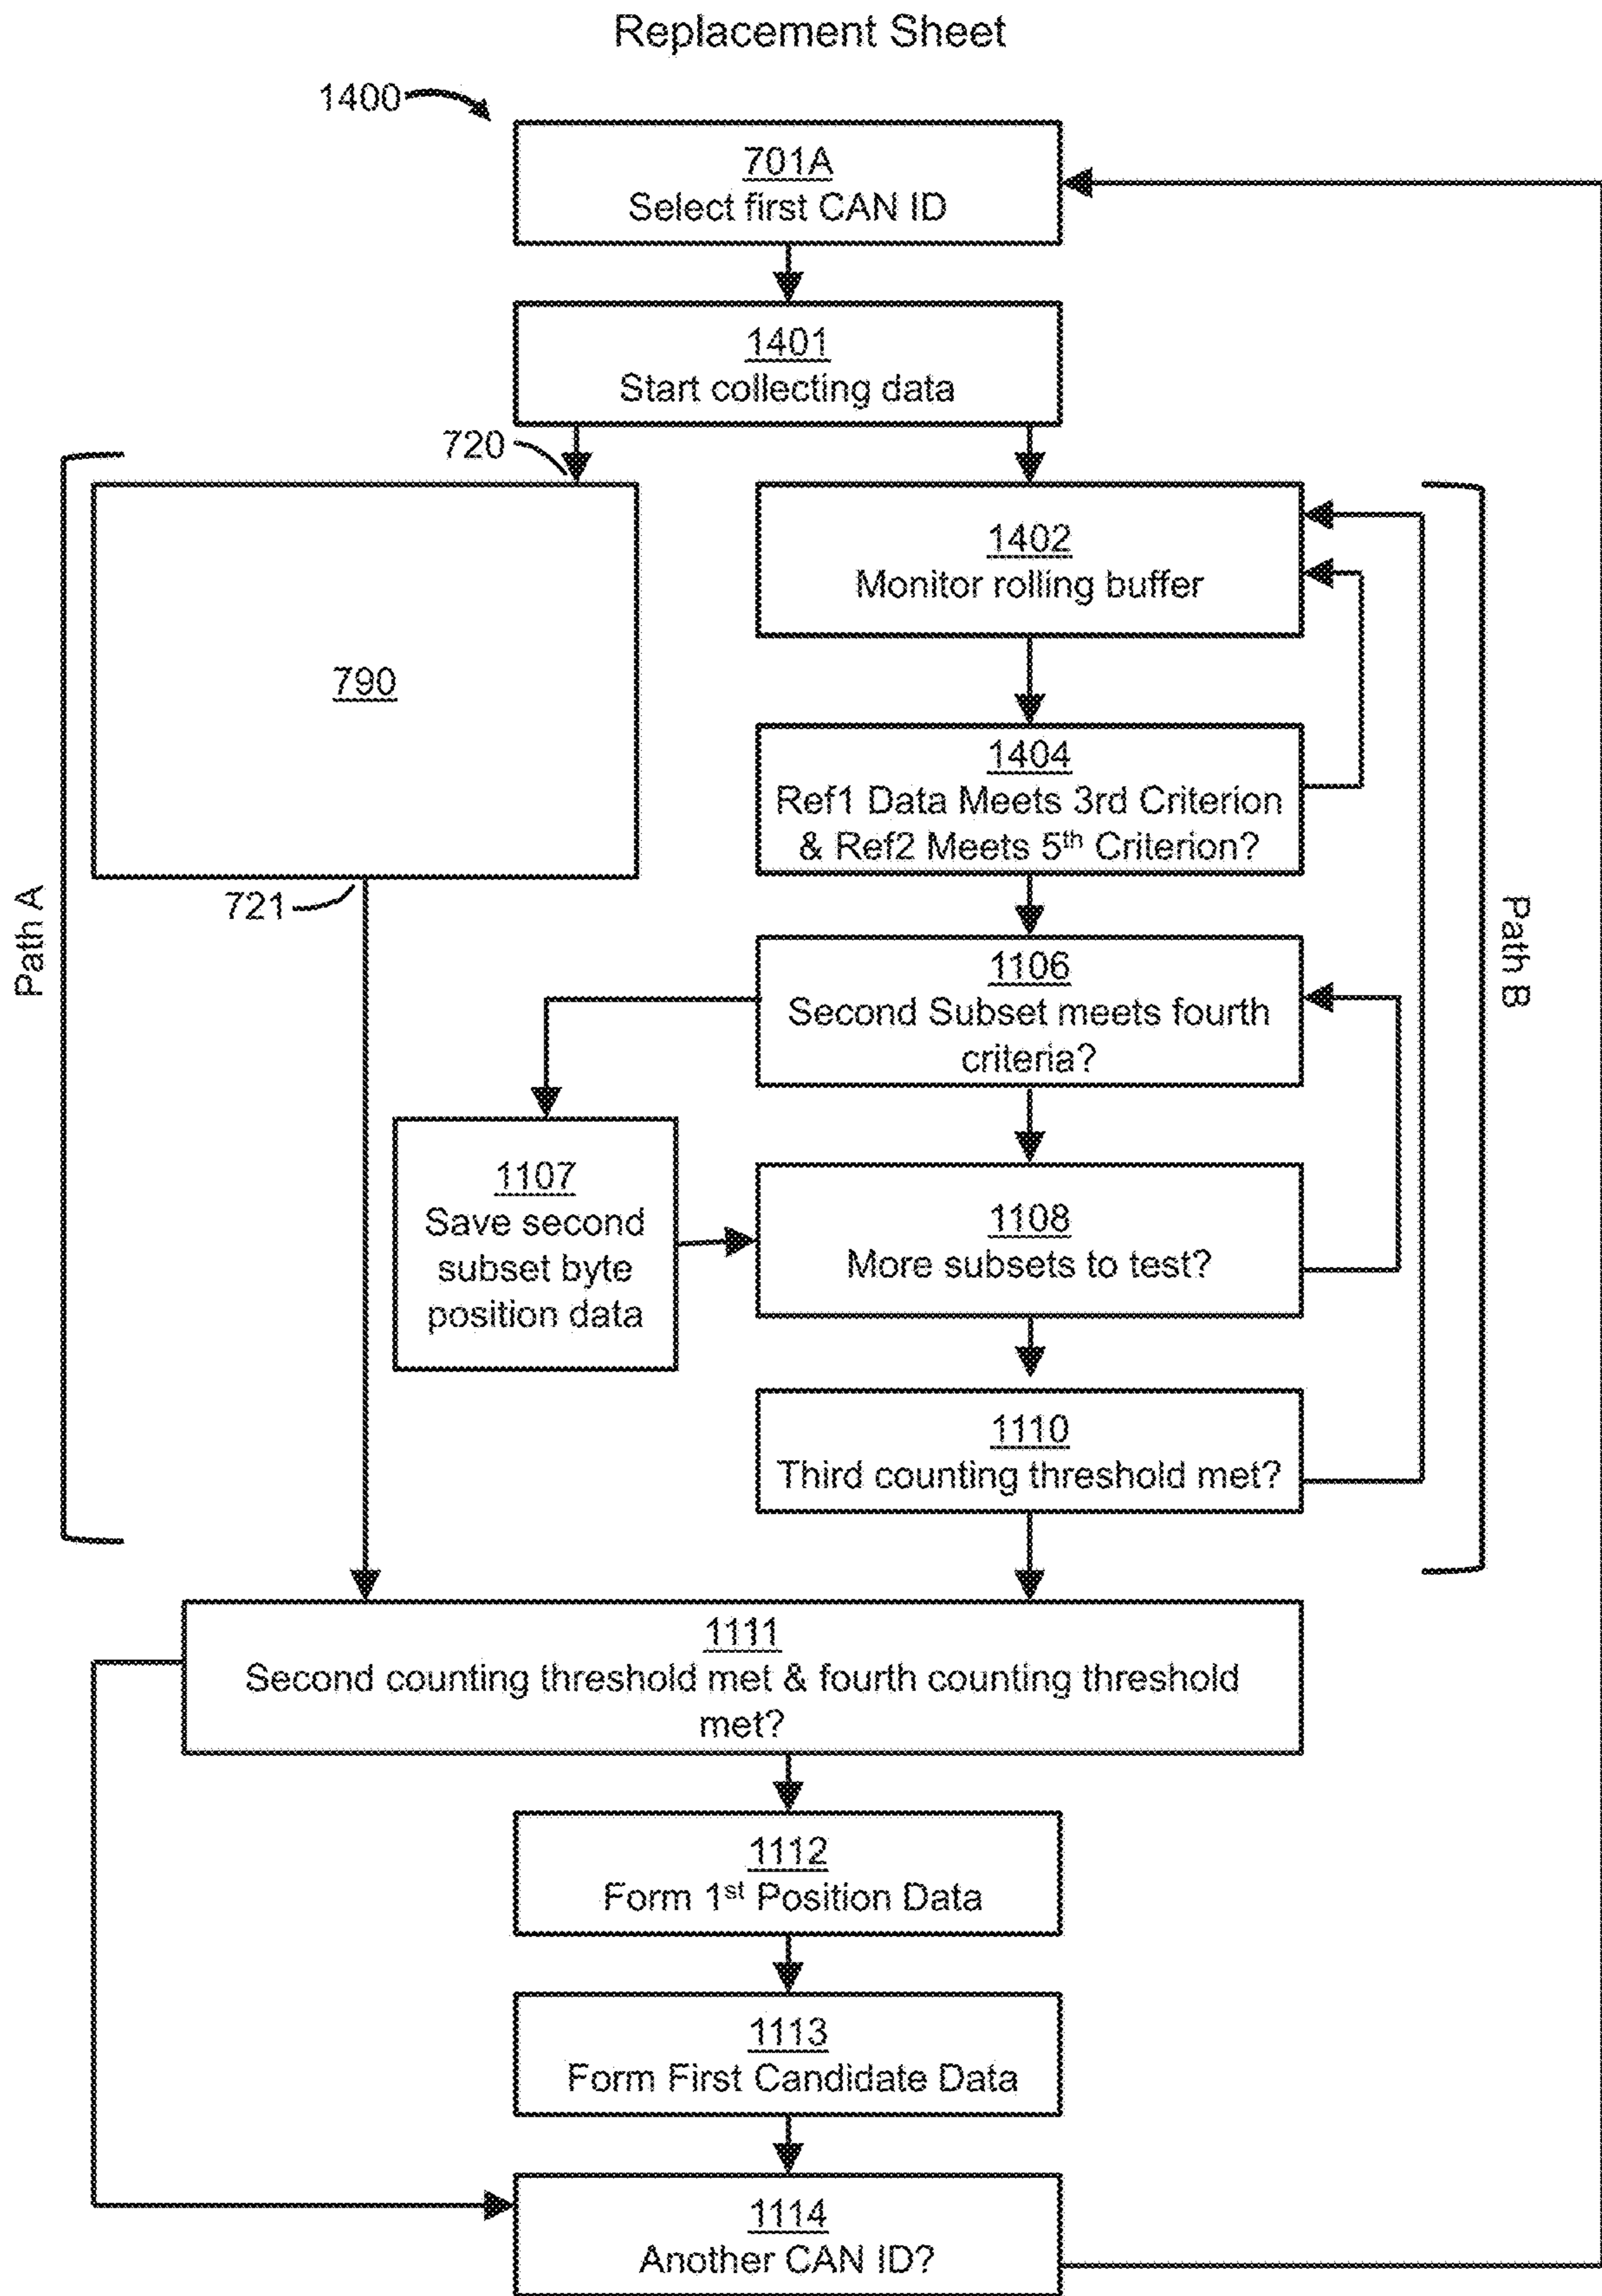 Replacement Sheet
1400
701A
Select first CAN ID
1401
Start collecting data
720
790
721
Path A
1402
Monitor rolling buffer
1404
Ref1 Data Meets 3rd Criterion
& Ref2 Meets 5th Criterion?
1106
Second Subset meets fourth
criteria?
1107
Save second
subset byte
position data
1108
More subsets to test?
1110
Third counting threshold met?
Path B
1111
Second counting threshold met & fourth counting threshold
met?
1112
Form 1st Position Data
1113
Form First Candidate Data
1114
Another CAN ID?